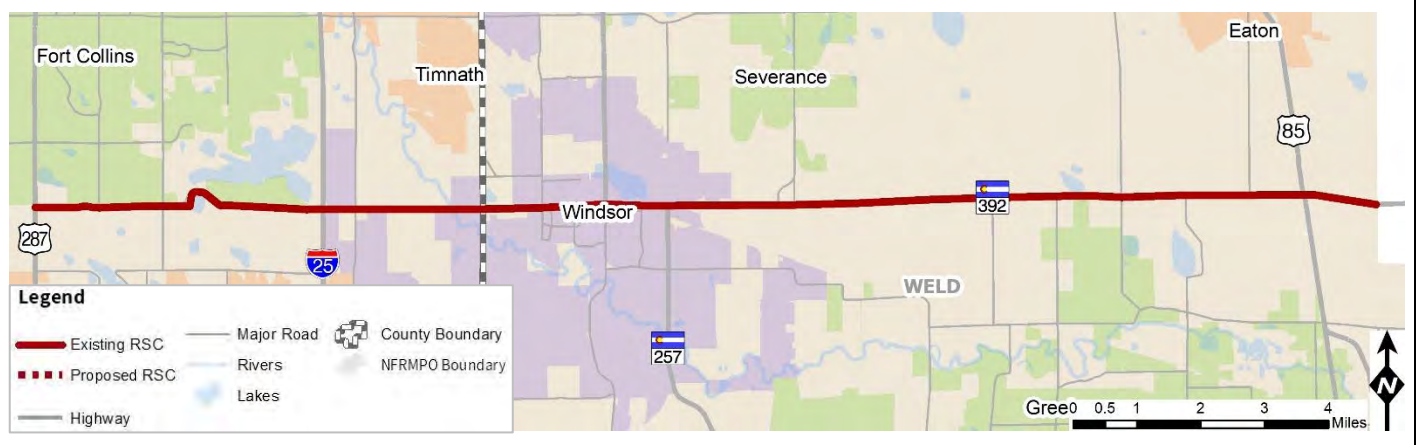 Fort Collins
Timnath
Severance
Eaton
85
392
Windsor
287
25
WELD
257
Legend
Existing RSC
Proposed RSC
Highway
Major Road
Rivers
Lakes
County Boundary
NFRMPO Boundary
Gree
0 0.5 1 2 3 4
Miles
N